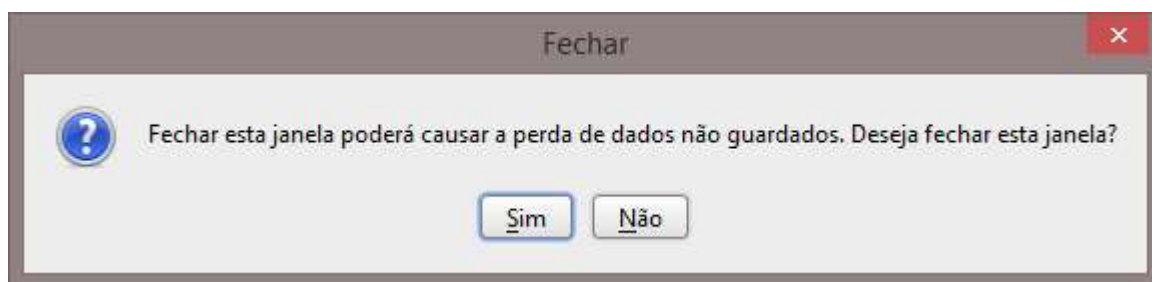 Fechar
Fechar esta janela poderá causar a perda de dados não guardados. Deseja fechar esta janela?
Sim Não